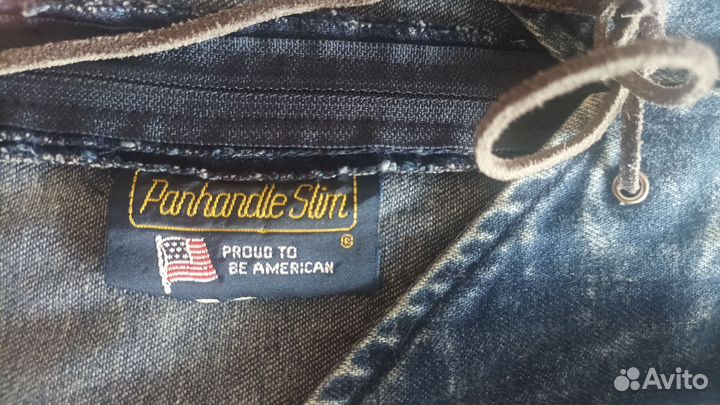 Panhandle Slim
PROUD TO
BE AMERICAN
Avito